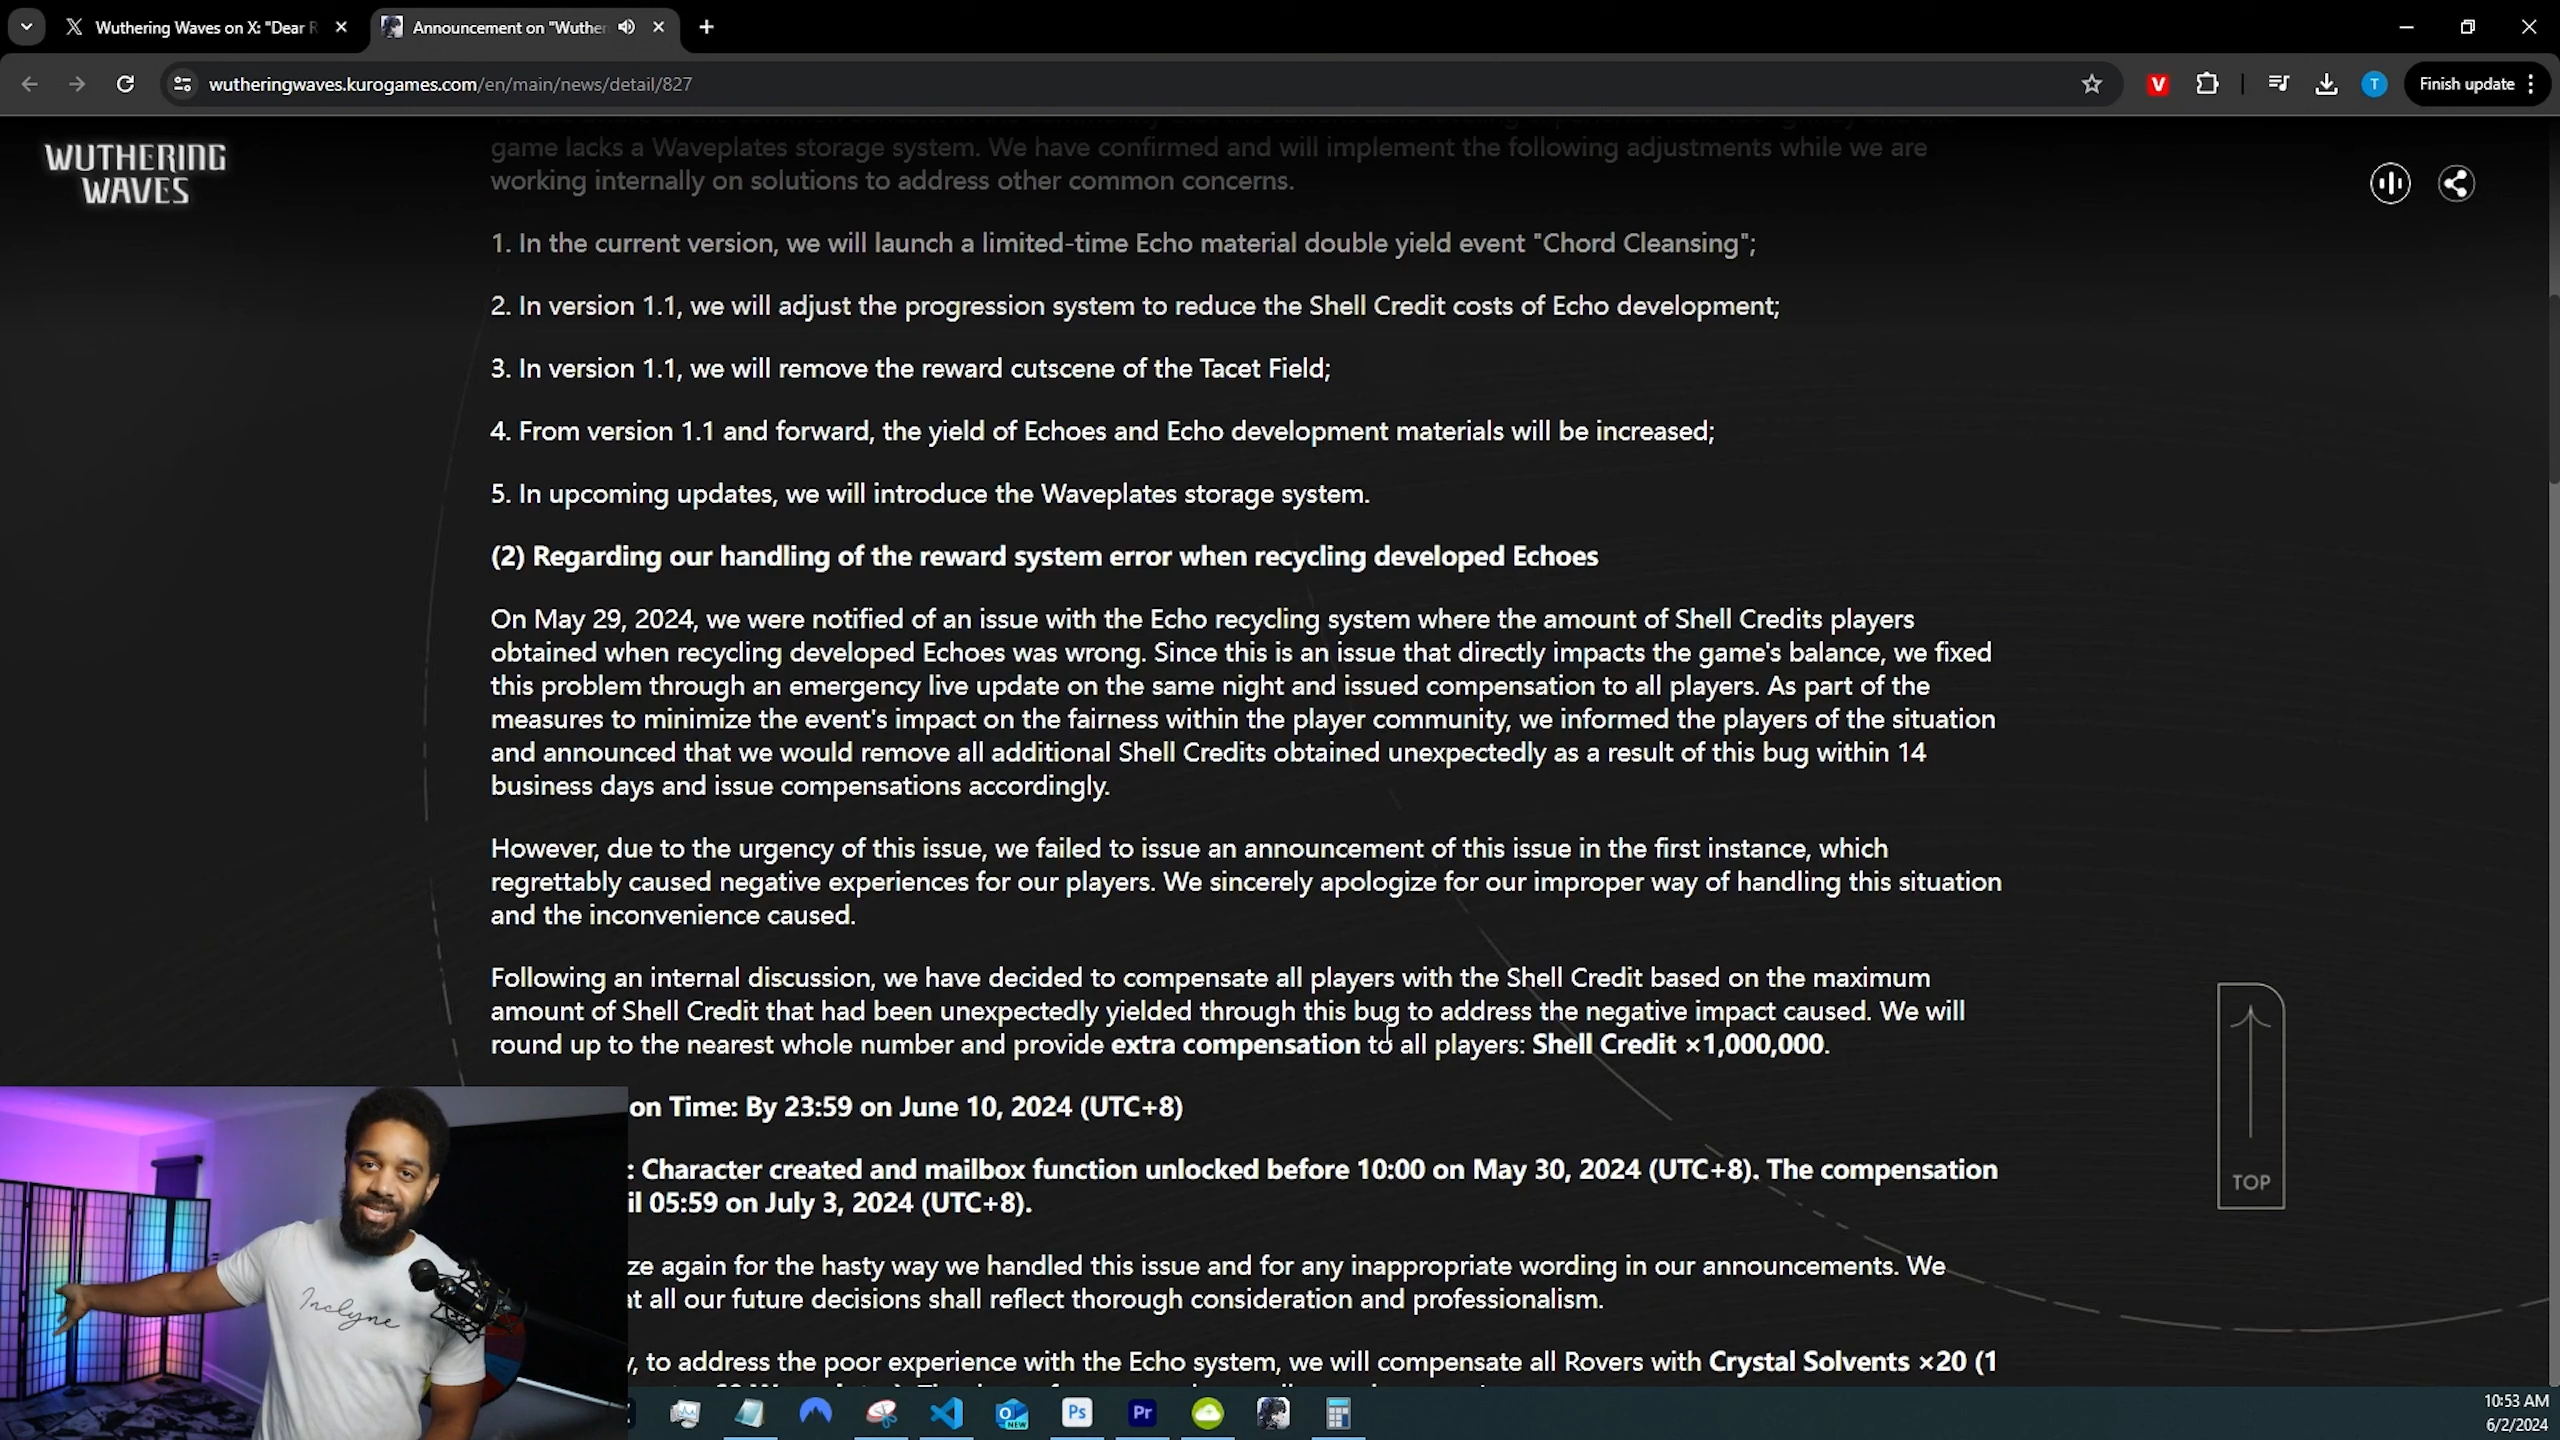 Wuthering Waves on X: "Dear R
Announcement on "Wuther
wutheringwaves.kurogames.com/en/main/news/detail/827
V
T
Finish update
WUTHERING
WAVES
game lacks a Waveplates storage system. We have confirmed and will implement the following adjustments while we are
working internally on solutions to address other common concerns.
1. In the current version, we will launch a limited-time Echo material double yield event "Chord Cleansing";
2. In version 1.1, we will adjust the progression system to reduce the Shell Credit costs of Echo development;
3. In version 1.1, we will remove the reward cutscene of the Tacet Field;
4. From version 1.1 and forward, the yield of Echoes and Echo development materials will be increased;
5. In upcoming updates, we will introduce the Waveplates storage system.
(2) Regarding our handling of the reward system error when recycling developed Echoes
On May 29, 2024, we were notified of an issue with the Echo recycling system where the amount of Shell Credits players
obtained when recycling developed Echoes was wrong. Since this is an issue that directly impacts the game's balance, we fixed
this problem through an emergency live update on the same night and issued compensation to all players. As part of the
measures to minimize the event's impact on the fairness within the player community, we informed the players of the situation
and announced that we would remove all additional Shell Credits obtained unexpectedly as a result of this bug within 14
business days and issue compensations accordingly.
However, due to the urgency of this issue, we failed to issue an announcement of this issue in the first instance, which
regrettably caused negative experiences for our players. We sincerely apologize for our improper way of handling this situation
and the inconvenience caused.
Following an internal discussion, we have decided to compensate all players with the Shell Credit based on the maximum
amount of Shell Credit that had been unexpectedly yielded through this bug to address the negative impact caused. We will
round up to the nearest whole number and provide extra compensation to all players: Shell Credit ×1,000,000.
on Time: By 23:59 on June 10, 2024 (UTC+8)
: Character created and mailbox function unlocked before 10:00 on May 30, 2024 (UTC+8). The compensation
il 05:59 on July 3, 2024 (UTC+8).
ze again for the hasty way we handled this issue and for any inappropriate wording in our announcements. We
at all our future decisions shall reflect thorough consideration and professionalism.
y, to address the poor experience with the Echo system, we will compensate all Rovers with Crystal Solvents ×20 (1
TOP
Inclyne
NEW
Ps
Pr
10:53 AM
6/2/2024